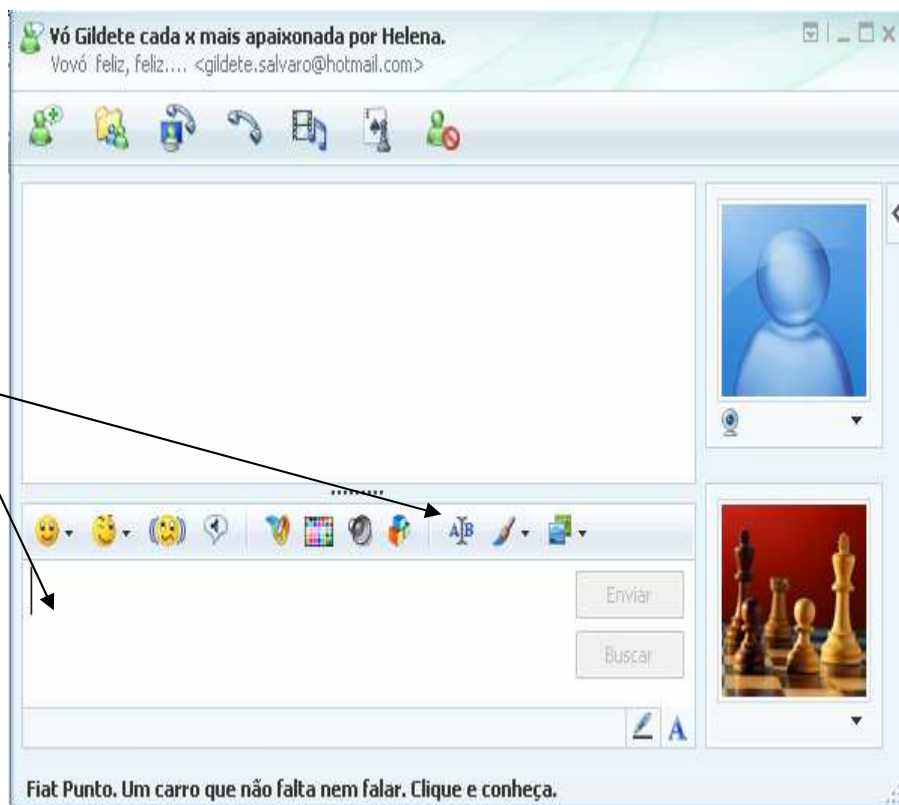 Vó Gildete cada x mais apaixonada por Helena.
Vovó feliz, feliz.... <gildete.salvaro@hotmail.com>
AB
Enviar
Buscar
A
Fiat Punto. Um carro que não falta nem falar. Clique e conheça.